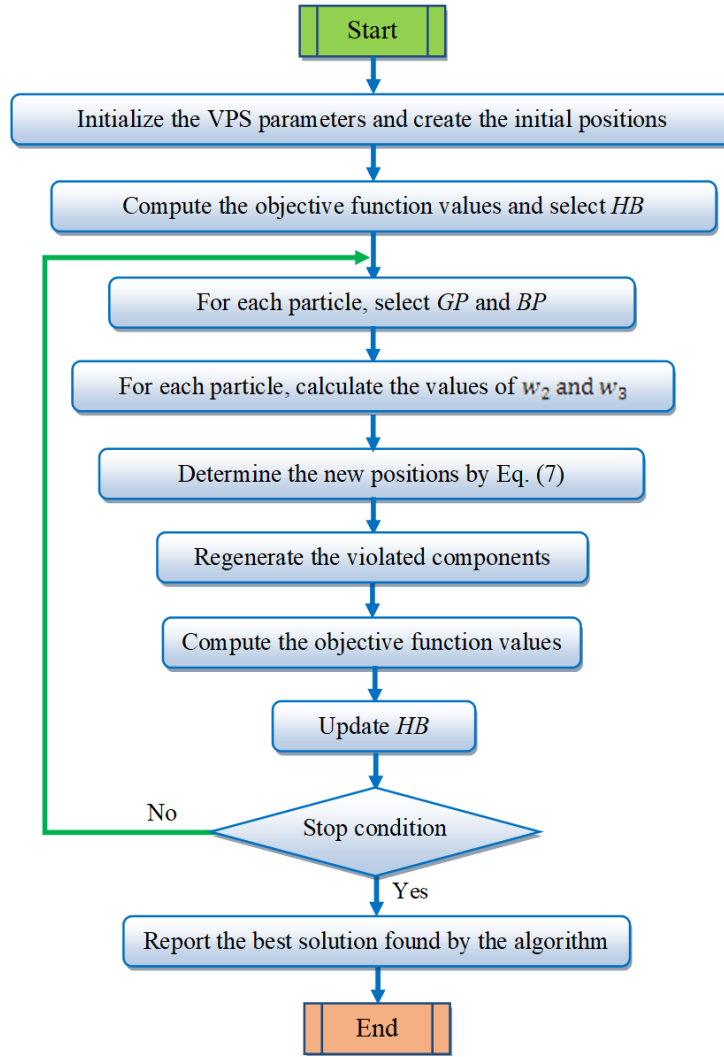 Start
Initialize the VPS parameters and create the initial positions
Compute the objective function values and select HB
For each particle, select GP and BP
For each particle, calculate the values of w₂ and w₃
Determine the new positions by Eq. (7)
Regenerate the violated components
Compute the objective function values
Update HB
No
Stop condition
Yes
Report the best solution found by the algorithm
End